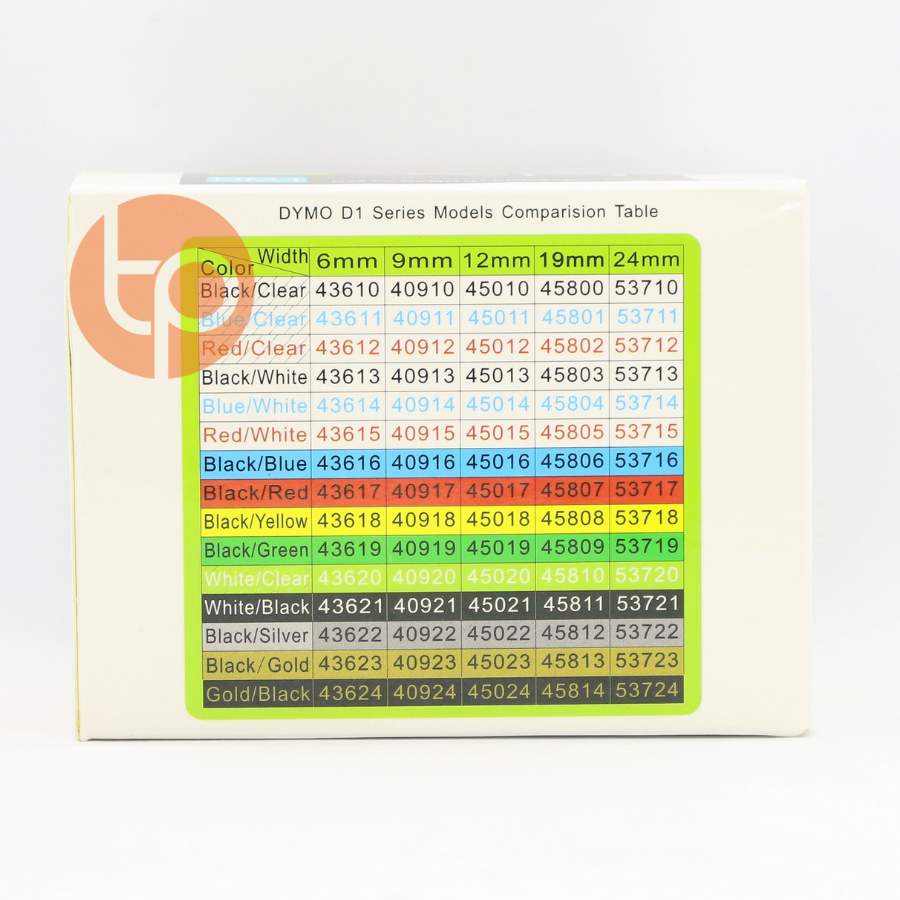 DYMO D1 Series Models Comparision Table
Color Width 6mm 9mm 12mm 19mm 24mm
Black/Clear 43610 40910 45010 45800 53710
Blue/Clear 43611 40911 45011 45801 53711
Red/Clear 43612 40912 45012 45802 53712
Black/White 43613 40913 45013 45803 53713
Blue/White 43614 40914 45014 45804 53714
Red/White 43615 40915 45015 45805 53715
Black/Blue 43616 40916 45016 45806 53716
Black/Red 43617 40917 45017 45807 53717
Black/Yellow 43618 40918 45018 45808 53718
Black/Green 43619 40919 45019 45809 53719
White/Clear 43620 40920 45020 45810 53720
White/Black 43621 40921 45021 45811 53721
Black/Silver 43622 40922 45022 45812 53722
Black/Gold 43623 40923 45023 45813 53723
Gold/Black 43624 40924 45024 45814 53724
tp